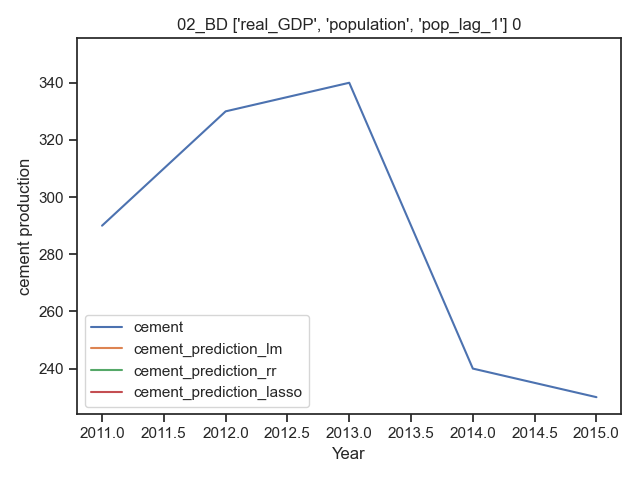 02_BD ['real_GDP', 'population', 'pop_lag_1'] 0
cement production
340
320
300
280
260
240
cement
cement_prediction_lm
cement_prediction_rr
cement_prediction_lasso
2011.0 2011.5 2012.0 2012.5 2013.0 2013.5 2014.0 2014.5 2015.0
Year